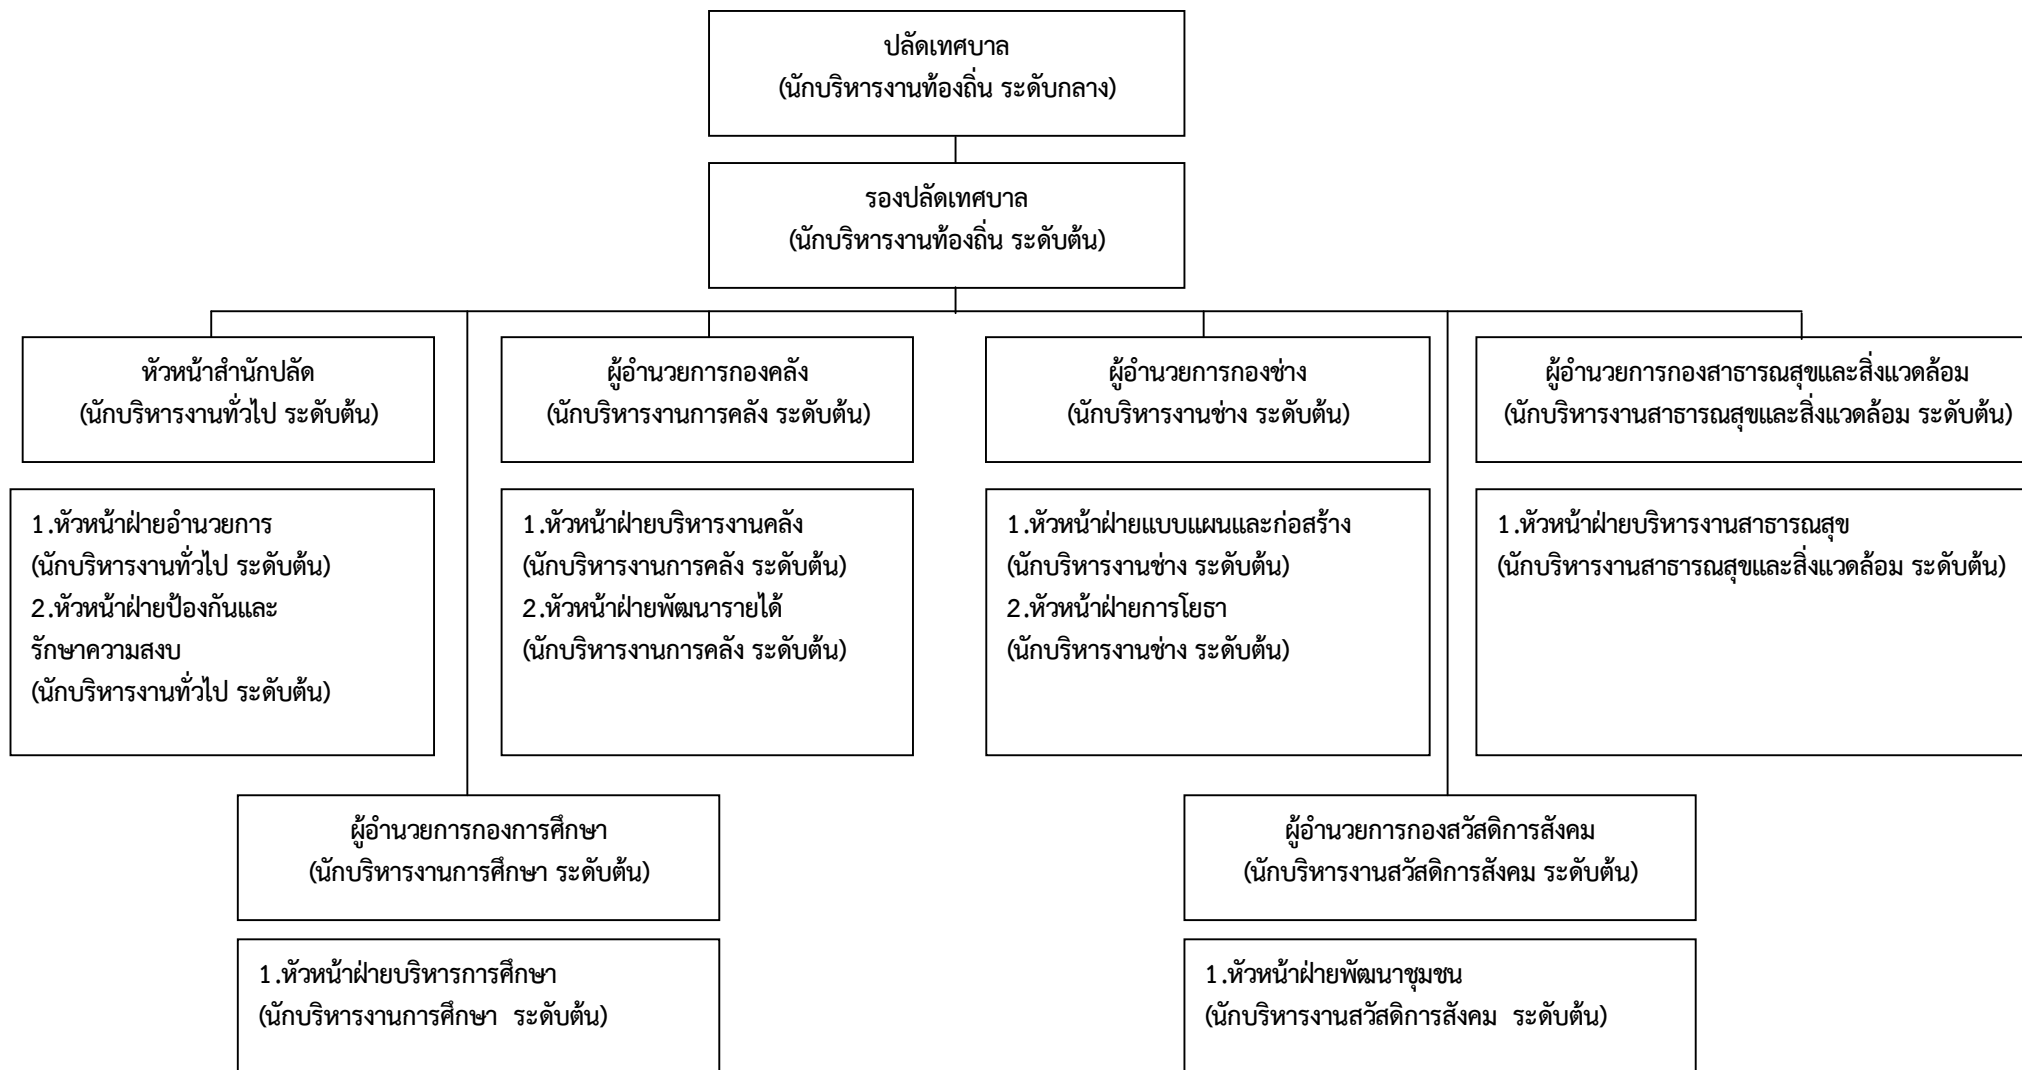 ปลัดเทศบาล
(นักบริหารงานท้องถิ่น ระดับกลาง)
รองปลัดเทศบาล
(นักบริหารงานท้องถิ่น ระดับต้น)
หัวหน้าสำนักปลัด
(นักบริหารงานทั่วไป ระดับต้น)
ผู้อำนวยการกองคลัง
(นักบริหารงานการคลัง ระดับต้น)
ผู้อำนวยการกองช่าง
(นักบริหารงานช่าง ระดับต้น)
ผู้อำนวยการกองสาธารณสุขและสิ่งแวดล้อม
(นักบริหารงานสาธารณสุขและสิ่งแวดล้อม ระดับต้น)
1.หัวหน้าฝ่ายอำนวยการ
(นักบริหารงานทั่วไป ระดับต้น)
2.หัวหน้าฝ่ายป้องกันและ
รักษาความสงบ
(นักบริหารงานทั่วไป ระดับต้น)
1.หัวหน้าฝ่ายบริหารงานคลัง
(นักบริหารงานการคลัง ระดับต้น)
2.หัวหน้าฝ่ายพัฒนารายได้
(นักบริหารงานการคลัง ระดับต้น)
1.หัวหน้าฝ่ายแบบแผนและก่อสร้าง
(นักบริหารงานช่าง ระดับต้น)
2.หัวหน้าฝ่ายการโยธา
(นักบริหารงานช่าง ระดับต้น)
1.หัวหน้าฝ่ายบริหารงานสาธารณสุข
(นักบริหารงานสาธารณสุขและสิ่งแวดล้อม ระดับต้น)
ผู้อำนวยการกองการศึกษา
(นักบริหารงานการศึกษา ระดับต้น)
ผู้อำนวยการกองสวัสดิการสังคม
(นักบริหารงานสวัสดิการสังคม ระดับต้น)
1.หัวหน้าฝ่ายบริหารการศึกษา
(นักบริหารงานการศึกษา  ระดับต้น)
1.หัวหน้าฝ่ายพัฒนาชุมชน
(นักบริหารงานสวัสดิการสังคม  ระดับต้น)